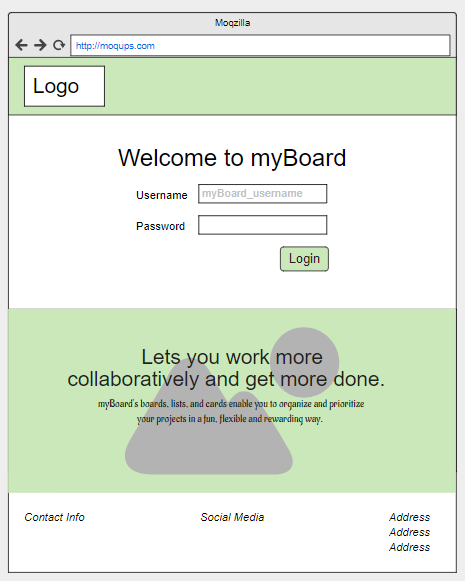 Moqzilla
http://moqups.com
Logo
Welcome to myBoard
Username
myBoard_username
Password
Login
Lets you work more
collaboratively and get more done.
myBoard's boards, lists, and cards enable you to organize and prioritize
your projects in a fun, flexible and rewarding way.
Contact Info
Social Media
Address
Address
Address